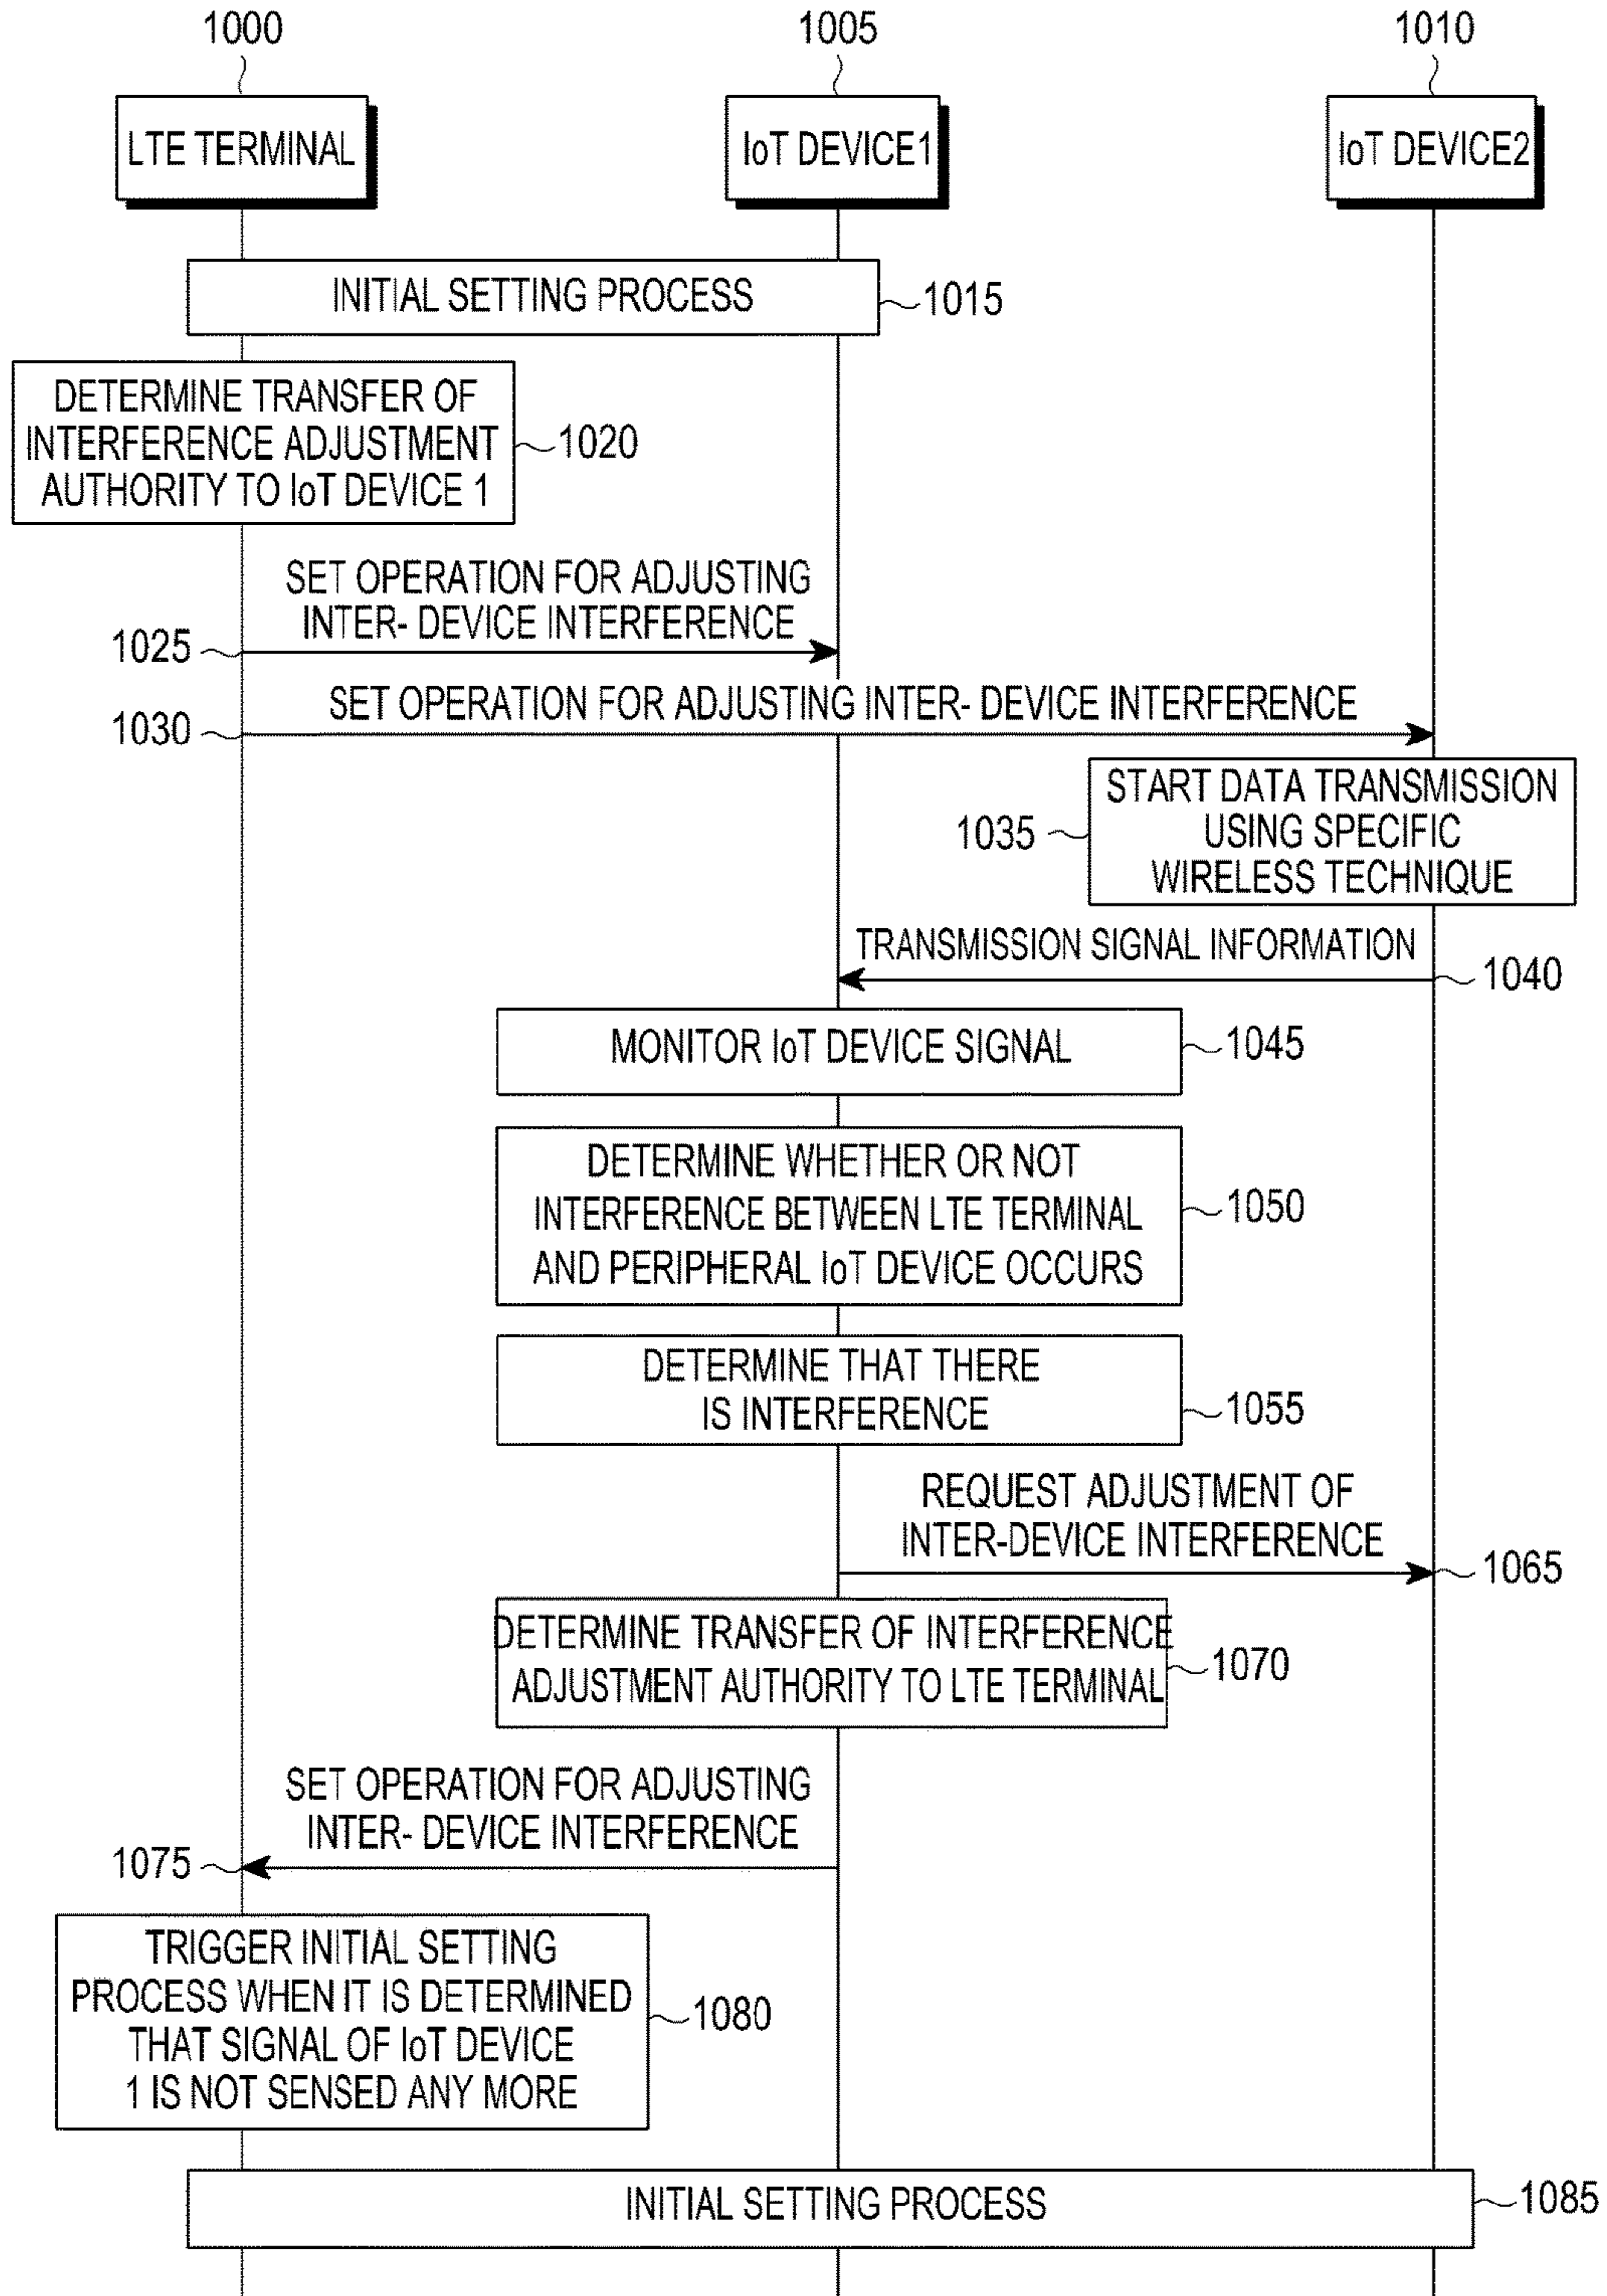 1000
1005
1010
LTE TERMINAL
IoT DEVICE1
IoT DEVICE2
INITIAL SETTING PROCESS
1015
DETERMINE TRANSFER OF
INTERFERENCE ADJUSTMENT
AUTHORITY TO IoT DEVICE 1
1020
SET OPERATION FOR ADJUSTING
INTER- DEVICE INTERFERENCE
1025
SET OPERATION FOR ADJUSTING INTER- DEVICE INTERFERENCE
1030
START DATA TRANSMISSION
USING SPECIFIC
WIRELESS TECHNIQUE
1035
TRANSMISSION SIGNAL INFORMATION
1040
MONITOR IoT DEVICE SIGNAL
1045
DETERMINE WHETHER OR NOT
INTERFERENCE BETWEEN LTE TERMINAL
AND PERIPHERAL IoT DEVICE OCCURS
1050
DETERMINE THAT THERE
IS INTERFERENCE
1055
REQUEST ADJUSTMENT OF
INTER-DEVICE INTERFERENCE
1065
DETERMINE TRANSFER OF INTERFERENCE
ADJUSTMENT AUTHORITY TO LTE TERMINAL
1070
SET OPERATION FOR ADJUSTING
INTER- DEVICE INTERFERENCE
1075
TRIGGER INITIAL SETTING
PROCESS WHEN IT IS DETERMINED
THAT SIGNAL OF IoT DEVICE
1 IS NOT SENSED ANY MORE
1080
INITIAL SETTING PROCESS
1085